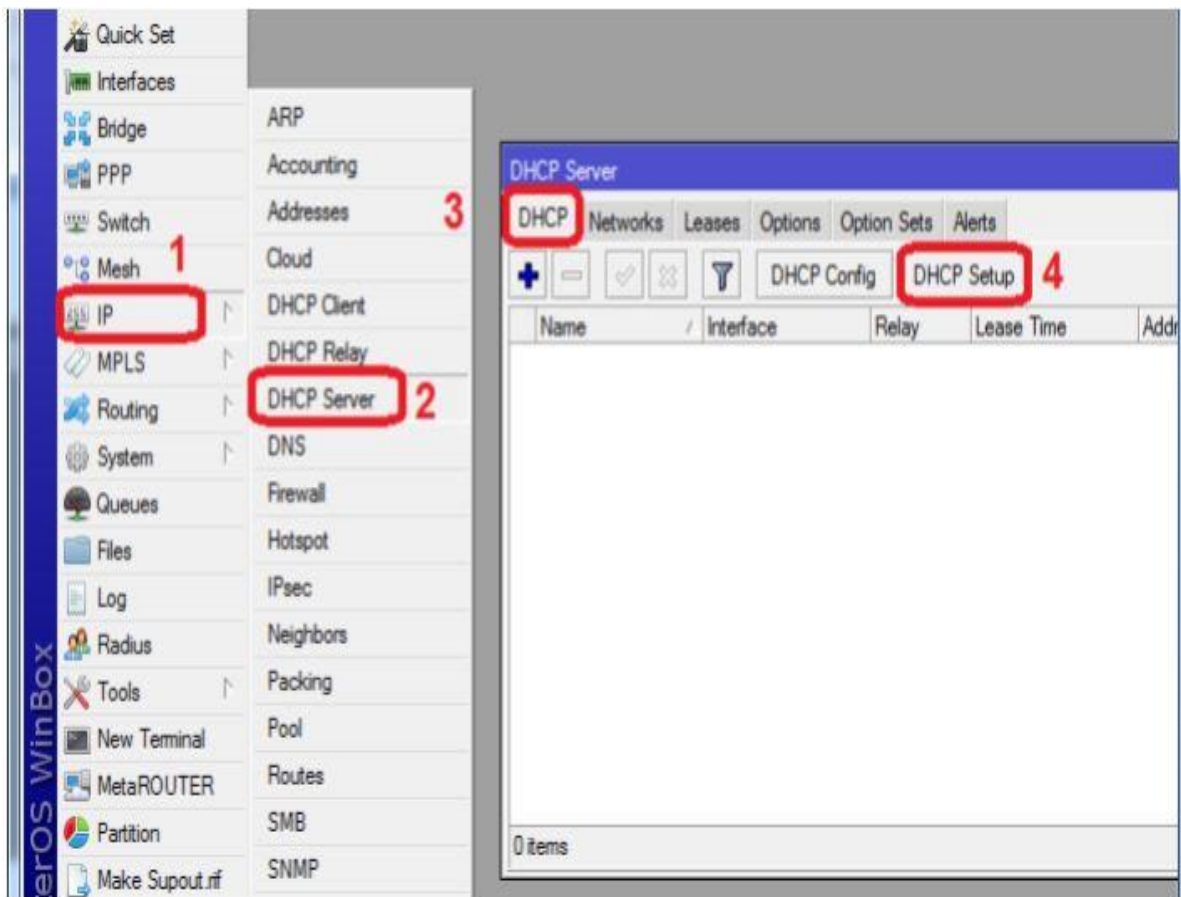 Quick Set
Interfaces
Bridge
PPP
Switch
Mesh
1
IP
MPLS
Routing
System
Queues
Files
Log
Radius
Tools
New Terminal
MetaROUTER
Partition
Make Supout.rif
ARP
Accounting
Addresses
Cloud
DHCP Client
DHCP Relay
DHCP Server 2
DNS
Firewall
Hotspot
IPsec
Neighbors
Packing
Pool
Routes
SMB
SNMP
DHCP Server
3 DHCP Networks Leases Options Option Sets Alerts
DHCP Config DHCP Setup 4
Name Interface Relay Lease Time Addr
0 items
terOS WinBox